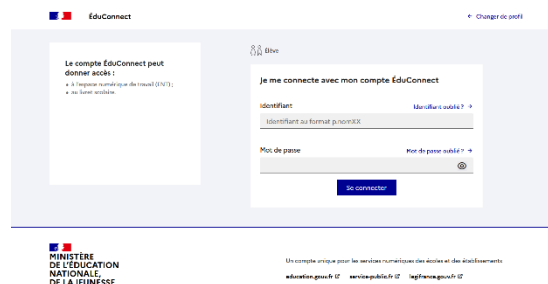 ÉduConnect
← Changer de profil
Le compte ÉduConnect peut
donner accès :
• à l'espace numérique de travail (ENT) ;
• au livret scolaire.
Élève
Je me connecte avec mon compte ÉduConnect
Identifiant
Identifiant oublié ? →
Identifiant au format p.nomXX
Mot de passe
Mot de passe oublié ? →
Se connecter
MINISTÈRE
DE L'ÉDUCATION
NATIONALE,
DE LA JEUNESSE
Un compte unique pour les services numériques des écoles et des établissements
education.gouv.fr service-public.fr legifrance.gouv.fr